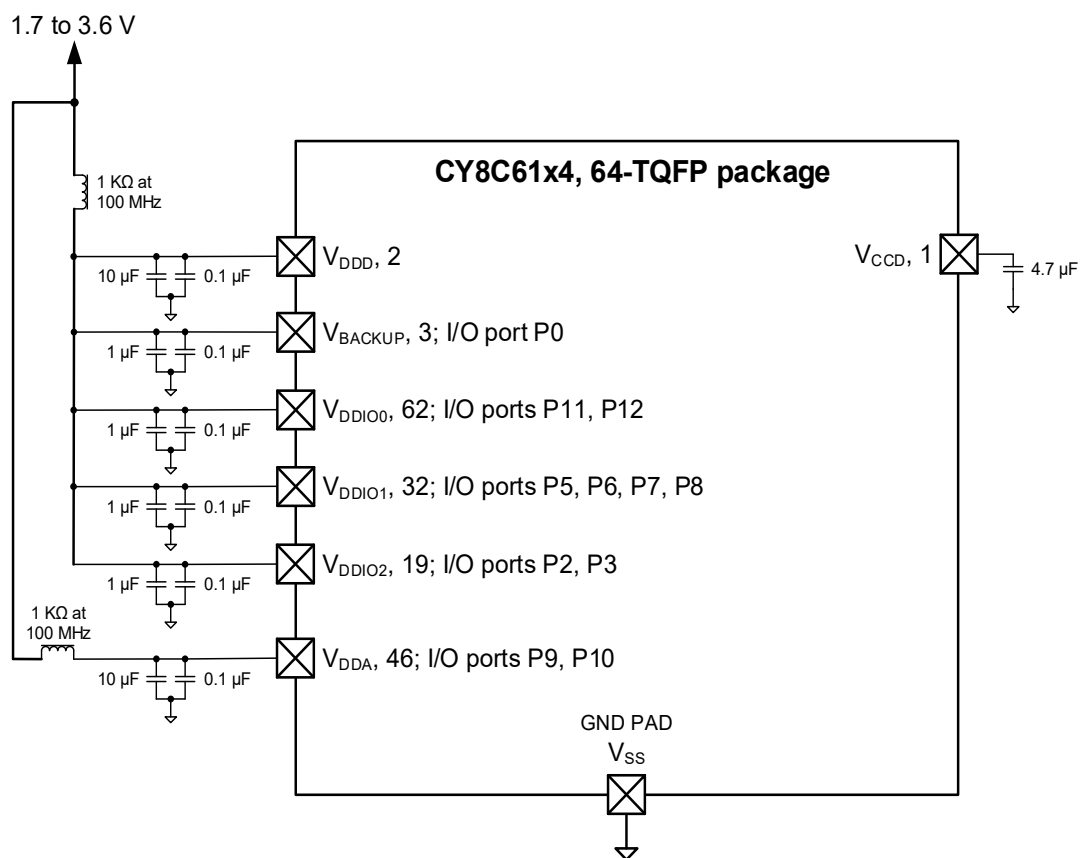 1.7 to 3.6 V
CY8C61x4, 64-TQFP package
1 KΩ at
100 MHz
VDDD, 2
VCCD, 1
10 µF
0.1 µF
4.7 µF
VBACKUP, 3; I/O port P0
1 µF
0.1 µF
VDDIO0, 62; I/O ports P11, P12
1 µF
0.1 µF
VDDIO1, 32; I/O ports P5, P6, P7, P8
1 µF
0.1 µF
VDDIO2, 19; I/O ports P2, P3
1 µF
0.1 µF
1 KΩ at
100 MHz
VDDA, 46; I/O ports P9, P10
10 µF
0.1 µF
GND PAD
VSS